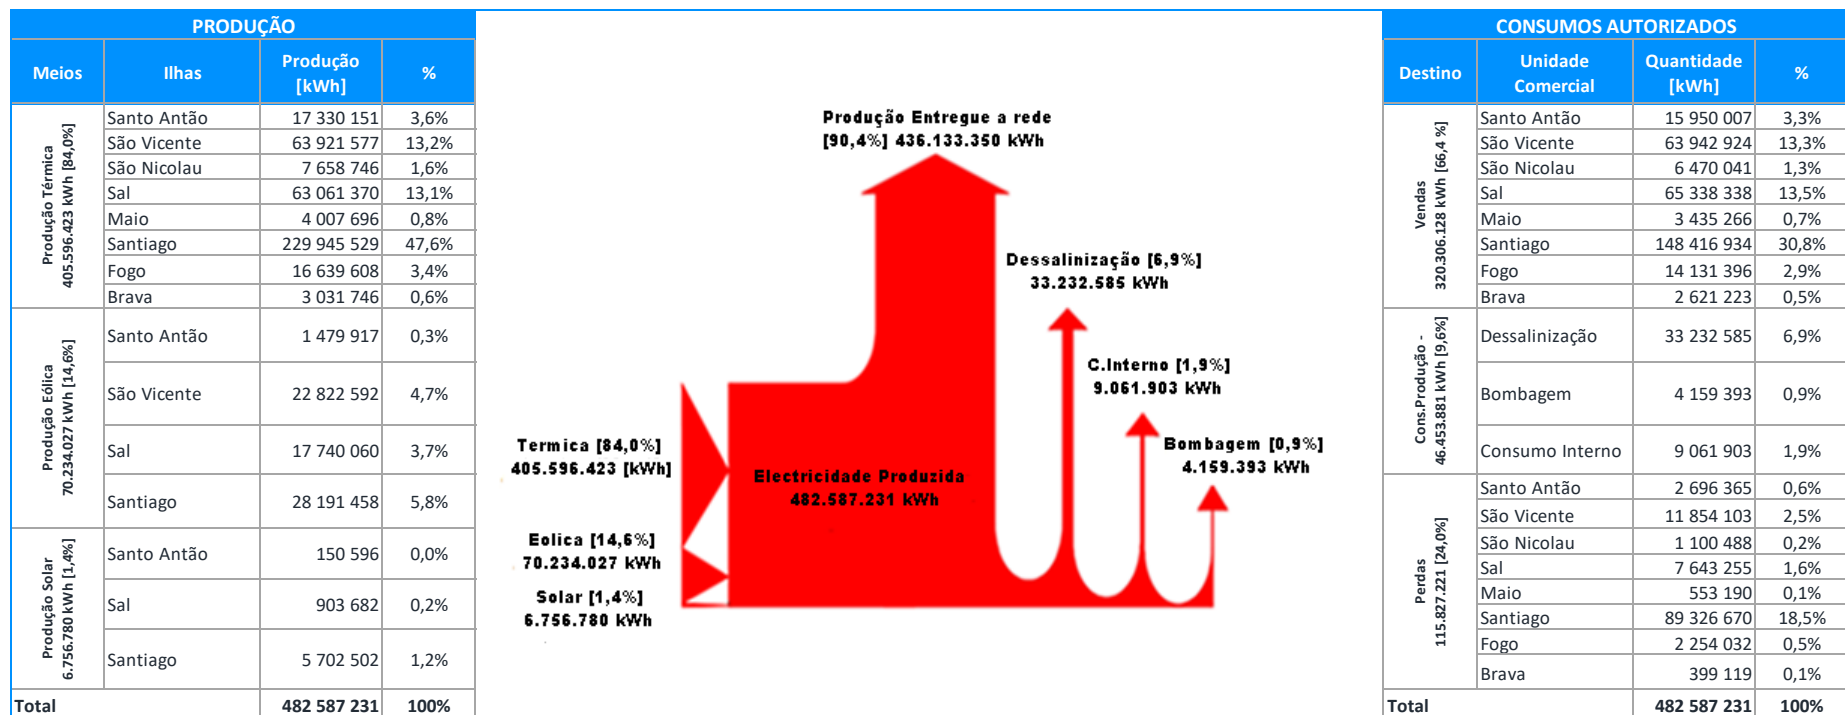 PRODUÇÃO
Meios Ilhas Produção [kWh] %
Produção Térmica
405.596.423 kWh [84,0%]
Santo Antão 17 330 151 3,6%
São Vicente 63 921 577 13,2%
São Nicolau 7 658 746 1,6%
Sal 63 061 370 13,1%
Maio 4 007 696 0,8%
Santiago 229 945 529 47,6%
Fogo 16 639 608 3,4%
Brava 3 031 746 0,6%
Produção Eólica
70.234.027 kWh [14,6%]
Santo Antão 1 479 917 0,3%
São Vicente 22 822 592 4,7%
Sal 17 740 060 3,7%
Santiago 28 191 458 5,8%
Produção Solar
6.756.780 kWh [1,4%]
Santo Antão 150 596 0,0%
Sal 903 682 0,2%
Santiago 5 702 502 1,2%
Total 482 587 231 100%
Produção Entregue a rede
[90,4%] 436.133.350 kWh
Dessalinização [6,9%]
33.232.585 kWh
C.Interno [1,9%]
9.061.903 kWh
Bombagem [0,9%]
4.159.393 kWh
Termica [84,0%]
405.596.423 [kWh]
Electricidade Produzida
482.587.231 kWh
Eolica [14,6%]
70.234.027 kWh
Solar [1,4%]
6.756.780 kWh
CONSUMOS AUTORIZADOS
Destino Unidade Comercial Quantidade [kWh] %
Vendas
320.306.128 kWh [66,4 %]
Santo Antão 15 950 007 3,3%
São Vicente 63 942 924 13,3%
São Nicolau 6 470 041 1,3%
Sal 65 338 338 13,5%
Maio 3 435 266 0,7%
Santiago 148 416 934 30,8%
Fogo 14 131 396 2,9%
Brava 2 621 223 0,5%
Cons.Produção -
46.453.881 kWh [9,6%]
Dessalinização 33 232 585 6,9%
Bombagem 4 159 393 0,9%
Consumo Interno 9 061 903 1,9%
Perdas
115.827.221 [24,0%]
Santo Antão 2 696 365 0,6%
São Vicente 11 854 103 2,5%
São Nicolau 1 100 488 0,2%
Sal 7 643 255 1,6%
Maio 553 190 0,1%
Santiago 89 326 670 18,5%
Fogo 2 254 032 0,5%
Brava 399 119 0,1%
Total 482 587 231 100%